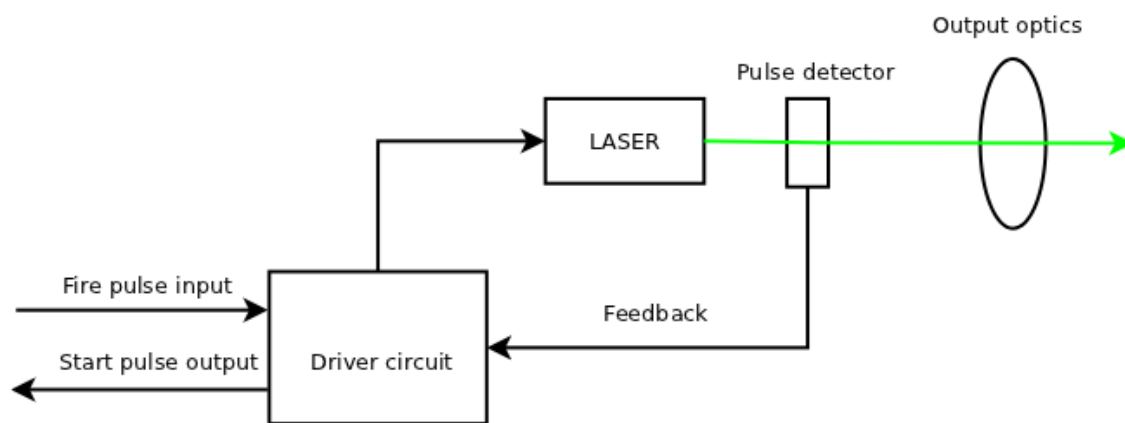 Output optics
Pulse detector
LASER
Fire pulse input
Feedback
Start pulse output
Driver circuit